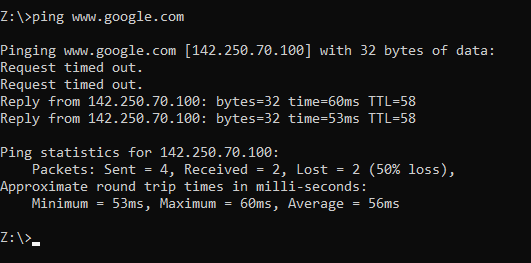 Z:\>ping www.google.com
Pinging www.google.com [142.250.70.100] with 32 bytes of data:
Request timed out.
Request timed out.
Reply from 142.250.70.100: bytes=32 time=60ms TTL=58
Reply from 142.250.70.100: bytes=32 time=53ms TTL=58
Ping statistics for 142.250.70.100:
    Packets: Sent = 4, Received = 2, Lost = 2 (50% loss),
Approximate round trip times in milli-seconds:
    Minimum = 53ms, Maximum = 60ms, Average = 56ms
Z:\>